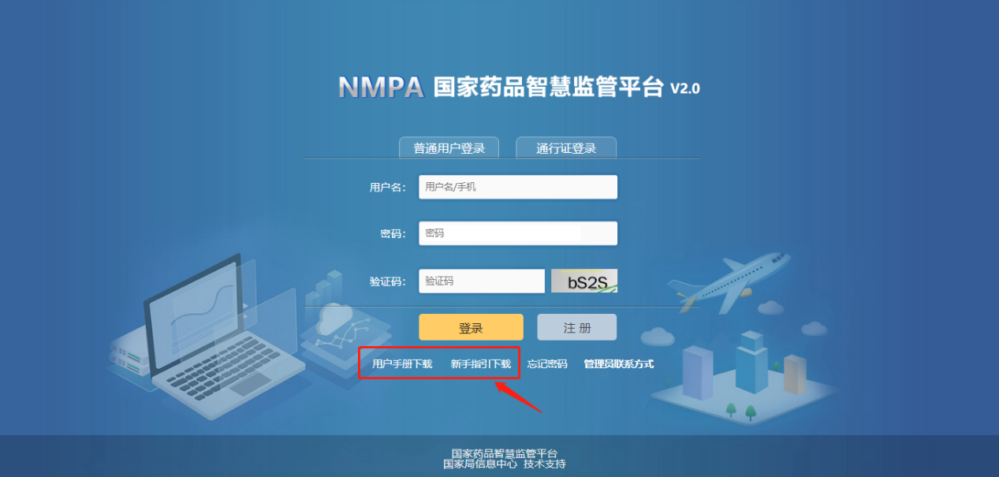 NMPA 国家药品智慧监管平台 V2.0
普通用户登录 通行证登录
用户名： 用户名/手机
密码： 密码
验证码： 验证码 bS2S
登录 注 册
用户手册下载 新手指引下载 忘记密码 管理员联系方式
国家药品智慧监管平台
国家局信息中心 技术支持